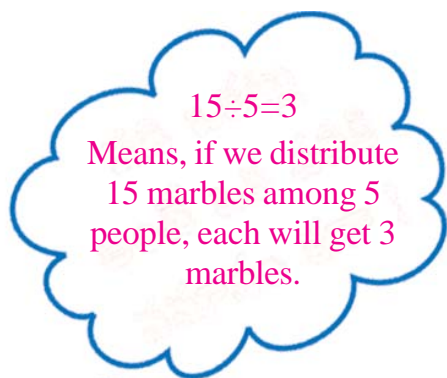 15÷5=3
Means, if we distribute
15 marbles among 5
people, each will get 3
marbles.